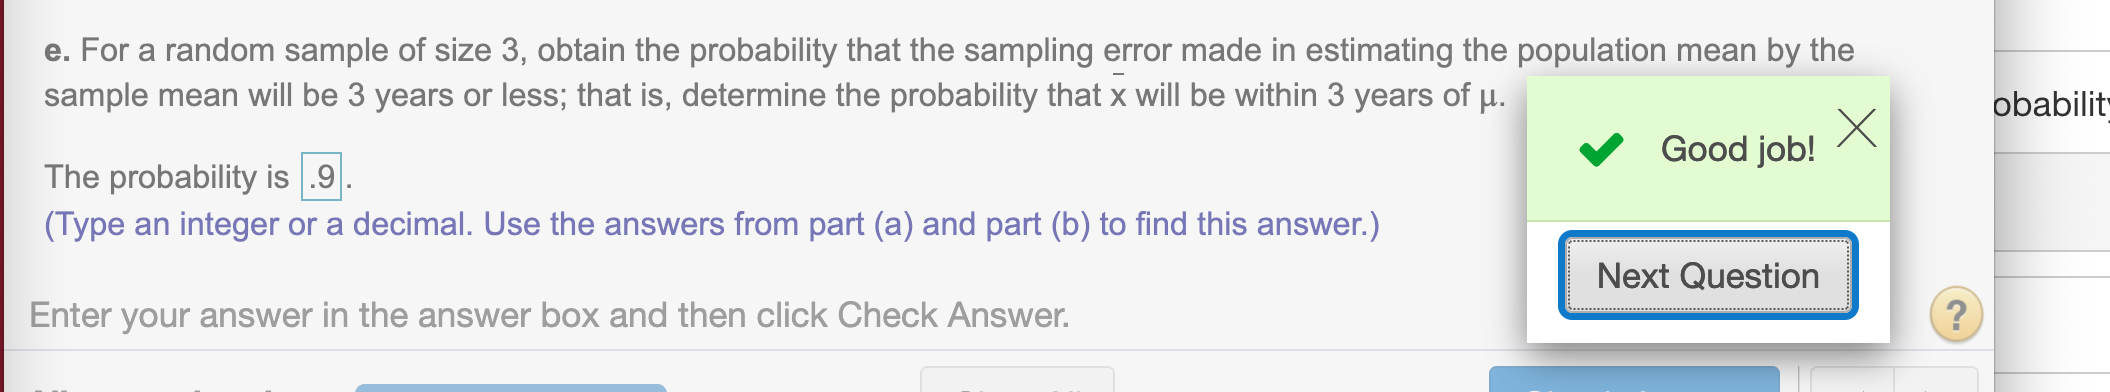 e. For a random sample of size 3, obtain the probability that the sampling error made in estimating the population mean by the
sample mean will be 3 years or less; that is, determine the probability that x̅ will be within 3 years of μ.
obability
Good job!
The probability is .9.
(Type an integer or a decimal. Use the answers from part (a) and part (b) to find this answer.)
Next Question
Enter your answer in the answer box and then click Check Answer.
?